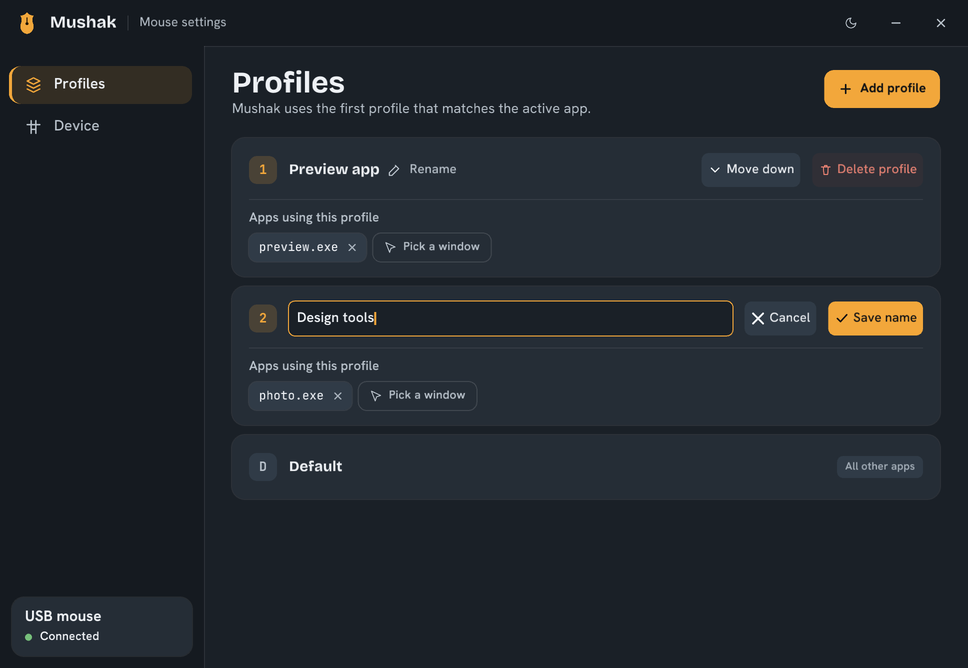 Mushak
Mouse settings
Profiles
Device
Profiles
Mushak uses the first profile that matches the active app.
Add profile
1
Preview app
Rename
Move down
Delete profile
Apps using this profile
preview.exe
Pick a window
2
Design tools
Cancel
Save name
Apps using this profile
photo.exe
Pick a window
D
Default
All other apps
USB mouse
Connected